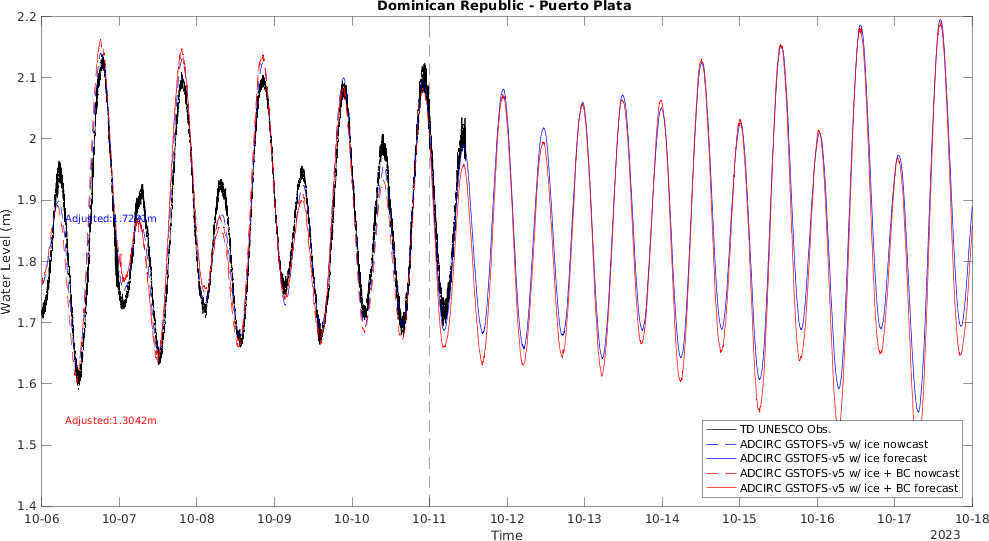 Dominican Republic - Puerto Plata
Water Level (m)
2.2
2.1
2
1.9
1.8
1.7
1.6
1.5
1.4
Adjusted:1.3042m
TD UNESCO Obs.
ADCIRC GSTOFS-v5 w/ ice nowcast
ADCIRC GSTOFS-v5 w/ ice forecast
ADCIRC GSTOFS-v5 w/ ice + BC nowcast
ADCIRC GSTOFS-v5 w/ ice + BC forecast
10-06 10-07 10-08 10-09 10-10 10-11 10-12 10-13 10-14 10-15 10-16 10-17 10-18
Time
2023